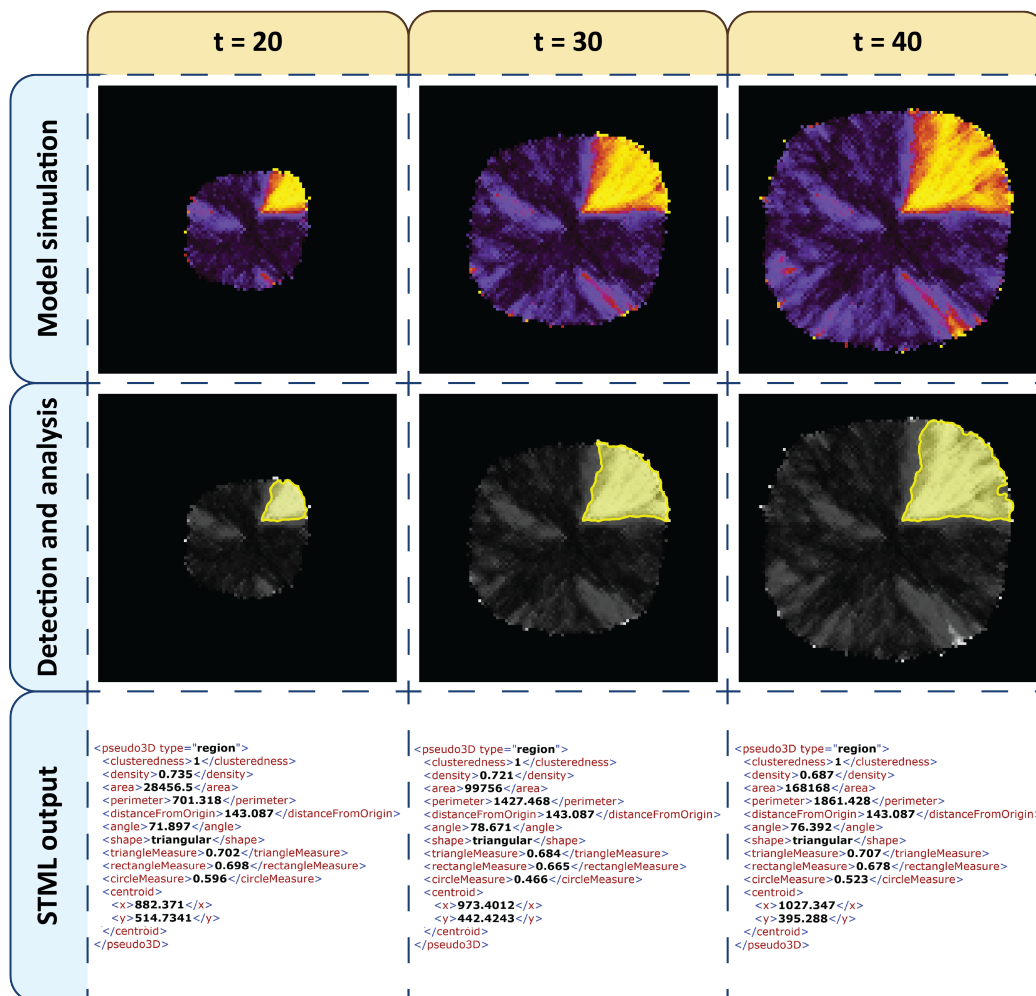 t = 20
t = 30
t = 40
Model simulation
Detection and analysis
STML output
<pseudo3D type="region">
<clusteredness>1</clusteredness>
<density>0.735</density>
<area>28456.5</area>
<perimeter>701.318</perimeter>
<distanceFromOrigin>143.087</distanceFromOrigin>
<angle>71.897</angle>
<shape>triangular</shape>
<triangleMeasure>0.702</triangleMeasure>
<rectangleMeasure>0.698</rectangleMeasure>
<circleMeasure>0.596</circleMeasure>
<centroid>
<x>882.371</x>
<y>514.7341</y>
</centroid>
</pseudo3D>
<pseudo3D type="region">
<clusteredness>1</clusteredness>
<density>0.721</density>
<area>99756</area>
<perimeter>1427.468</perimeter>
<distanceFromOrigin>143.087</distanceFromOrigin>
<angle>78.671</angle>
<shape>triangular</shape>
<triangleMeasure>0.684</triangleMeasure>
<rectangleMeasure>0.665</rectangleMeasure>
<circleMeasure>0.466</circleMeasure>
<centroid>
<x>973.4012</x>
<y>442.4243</y>
</centroid>
</pseudo3D>
<pseudo3D type="region">
<clusteredness>1</clusteredness>
<density>0.687</density>
<area>168168</area>
<perimeter>1861.428</perimeter>
<distanceFromOrigin>143.087</distanceFromOrigin>
<angle>76.392</angle>
<shape>triangular</shape>
<triangleMeasure>0.707</triangleMeasure>
<rectangleMeasure>0.678</rectangleMeasure>
<circleMeasure>0.523</circleMeasure>
<centroid>
<x>1027.347</x>
<y>395.288</y>
</centroid>
</pseudo3D>